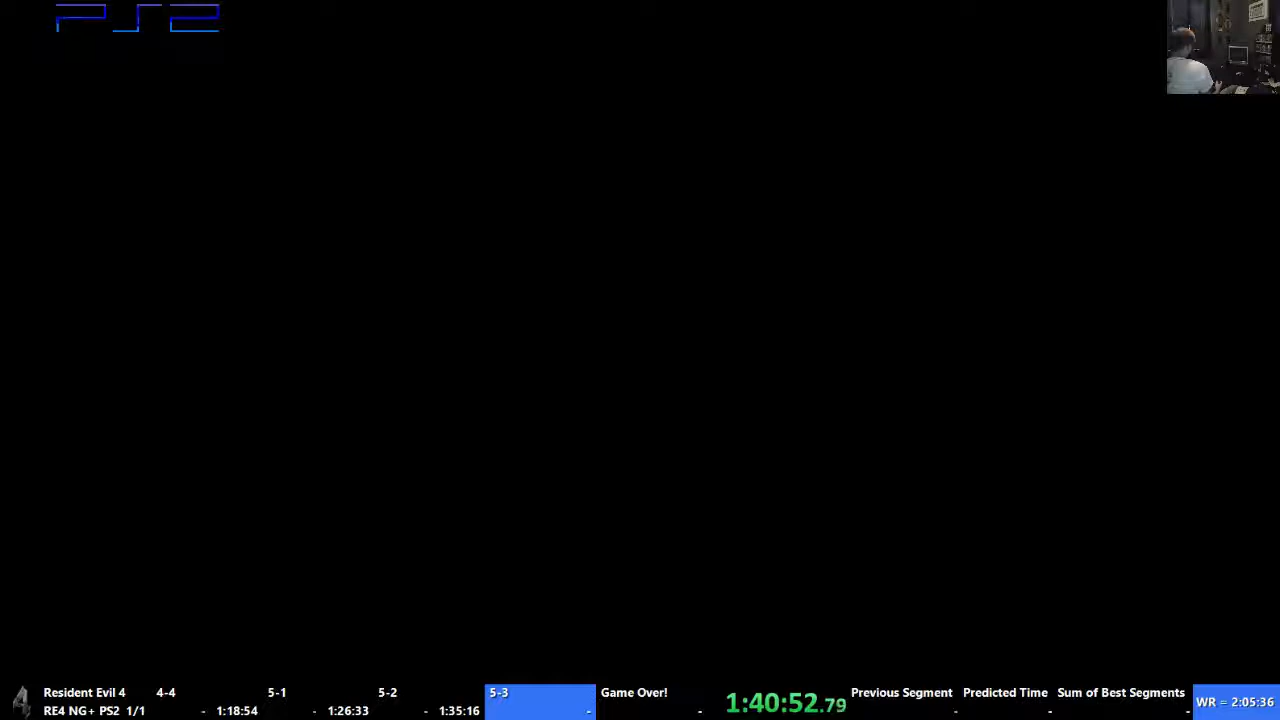 PS2
Resident Evil 4 4-4 5-1 5-2 5-3 Game Over! 1:40:52.79 Previous Segment Predicted Time Sum of Best Segments WR = 2:05:36
RE4 NG+ PS2 1/1 - 1:18:54 - 1:26:33 - 1:35:16 - - - - -